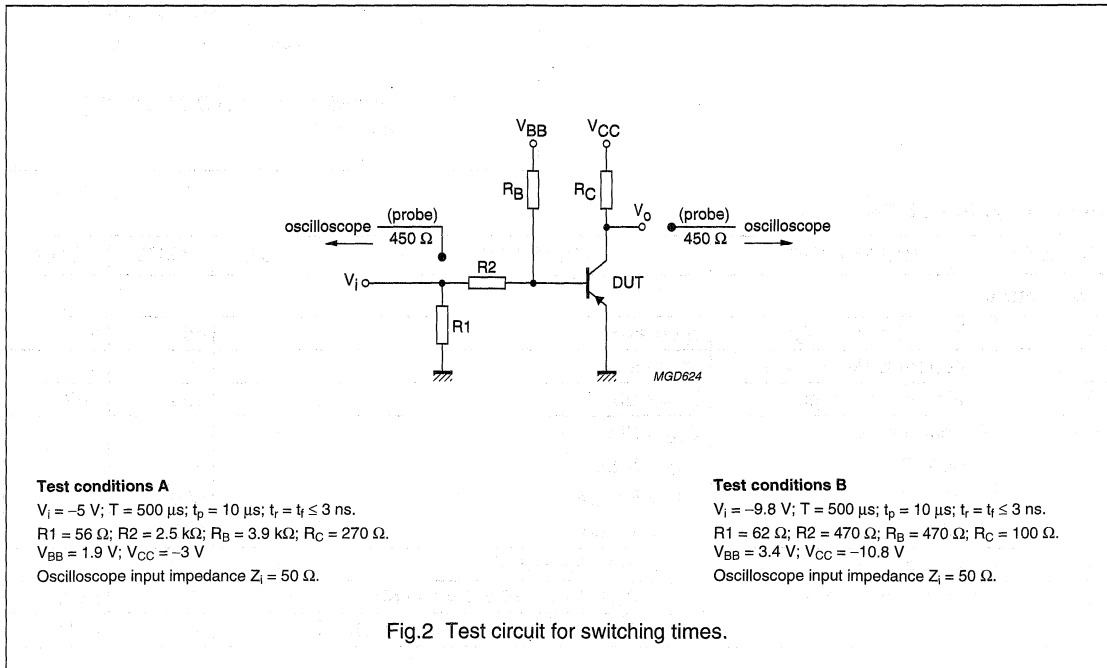 V_BB V_CC
R_B R_C
V_o
(probe) (probe)
oscilloscope oscilloscope
450 Ω 450 Ω
R2
DUT
V_i
R1
MGD624
Test conditions A
V_i = −5 V; T = 500 μs; t_p = 10 μs; t_r = t_f ≤ 3 ns.
R1 = 56 Ω; R2 = 2.5 kΩ; R_B = 3.9 kΩ; R_C = 270 Ω.
V_BB = 1.9 V; V_CC = −3 V
Oscilloscope input impedance Z_i = 50 Ω.
Test conditions B
V_i = -9.8 V; T = 500 μs; t_p = 10 μs; t_r = t_f ≤ 3 ns.
R1 = 62 Ω; R2 = 470 Ω; R_B = 470 Ω; R_C = 100 Ω.
V_BB = 3.4 V; V_CC = −10.8 V
Oscilloscope input impedance Z_i = 50 Ω.
Fig.2 Test circuit for switching times.